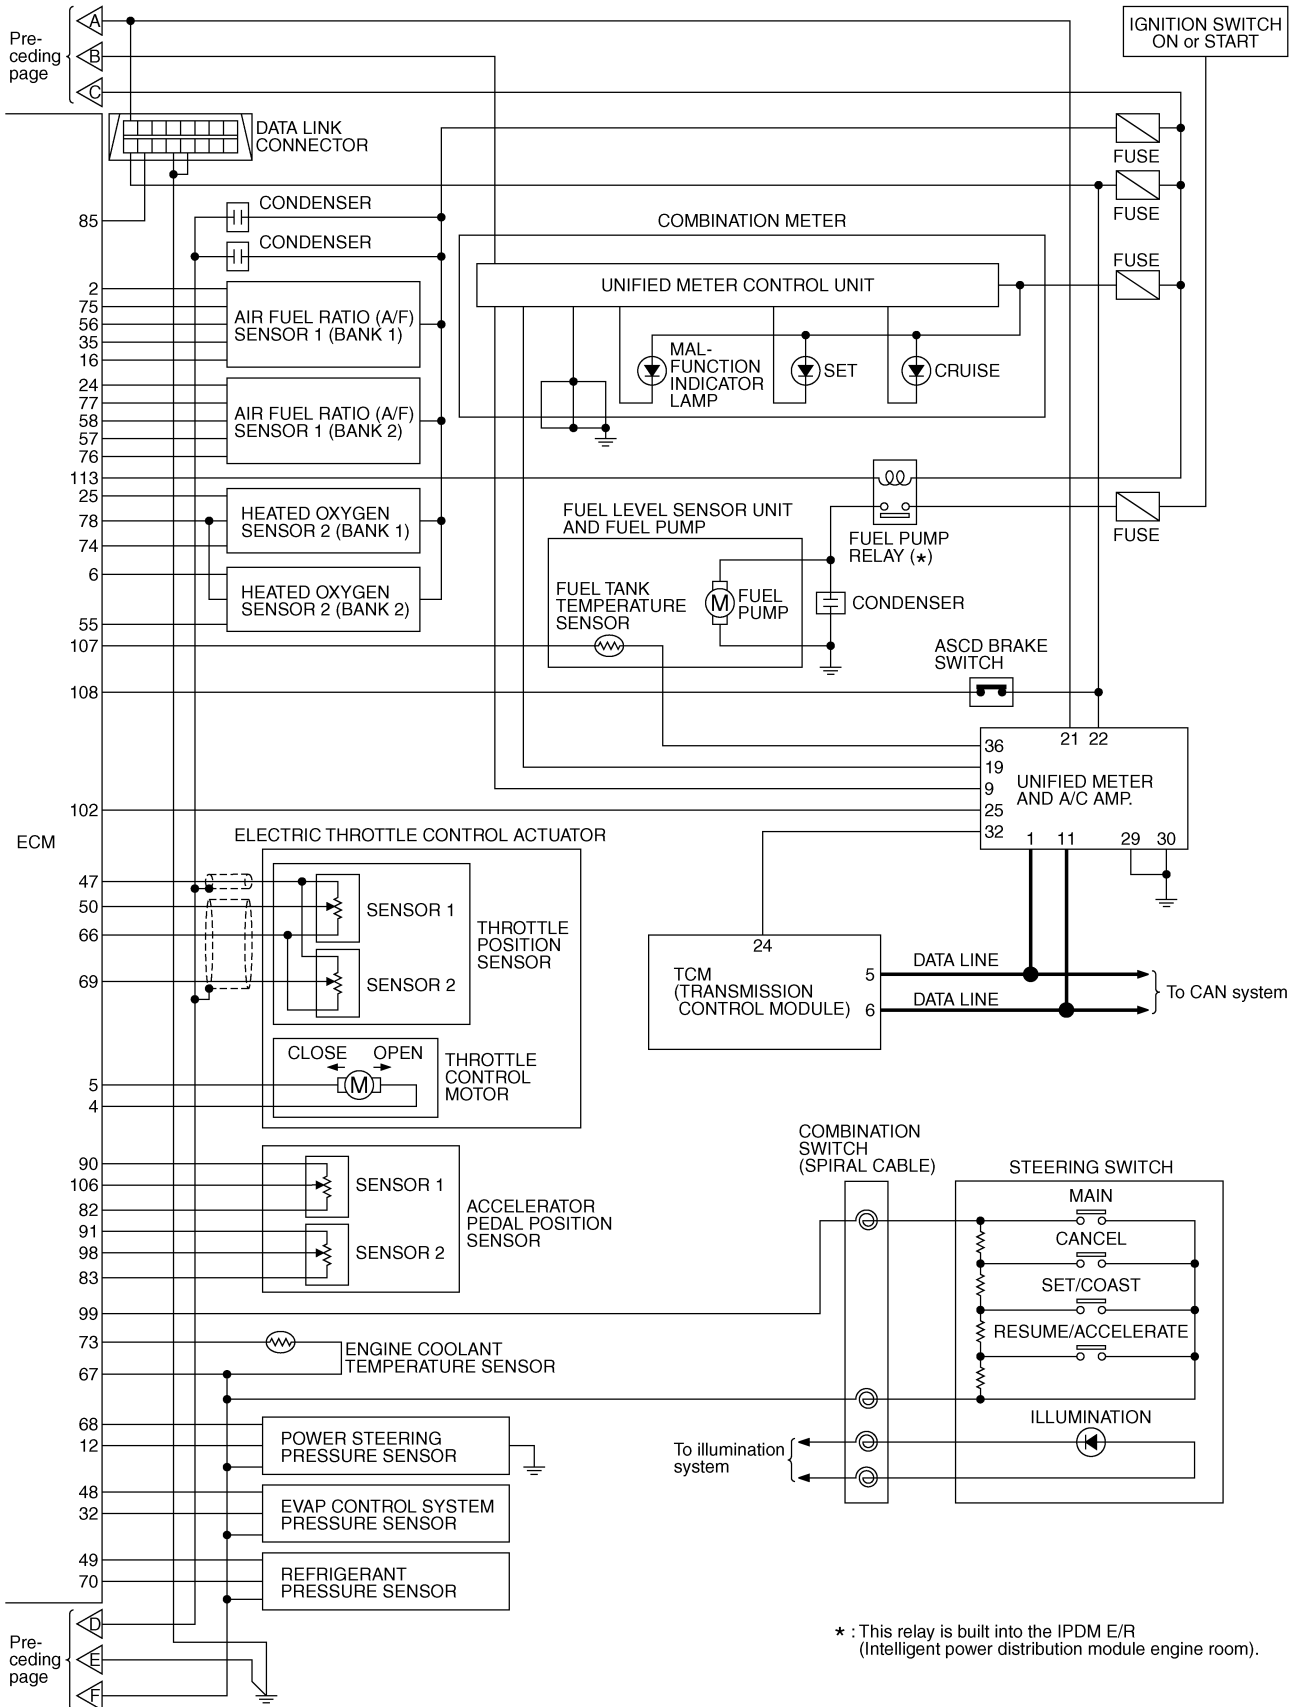 A
Pre-
ceding
page
B
C
IGNITION SWITCH
ON or START
DATA LINK
CONNECTOR
FUSE
FUSE
85
CONDENSER
CONDENSER
COMBINATION METER
FUSE
UNIFIED METER CONTROL UNIT
2
75
56
35
16
AIR FUEL RATIO (A/F)
SENSOR 1 (BANK 1)
MAL-
FUNCTION
INDICATOR
LAMP
SET
CRUISE
24
77
58
57
76
AIR FUEL RATIO (A/F)
SENSOR 1 (BANK 2)
113
25
78
74
HEATED OXYGEN
SENSOR 2 (BANK 1)
FUEL LEVEL SENSOR UNIT
AND FUEL PUMP
FUEL PUMP
RELAY (*)
FUSE
6
55
HEATED OXYGEN
SENSOR 2 (BANK 2)
FUEL TANK
TEMPERATURE
SENSOR
M
FUEL
PUMP
CONDENSER
107
ASCD BRAKE
SWITCH
108
21 22
36
19
9
25
32
UNIFIED METER
AND A/C AMP.
1 11 29 30
102
ECM
ELECTRIC THROTTLE CONTROL ACTUATOR
47
50
66
69
SENSOR 1
SENSOR 2
THROTTLE
POSITION
SENSOR
24
TCM
(TRANSMISSION
CONTROL MODULE)
5
6
DATA LINE
DATA LINE
To CAN system
CLOSE OPEN
M
THROTTLE
CONTROL
MOTOR
5
4
90
106
82
91
98
83
SENSOR 1
SENSOR 2
ACCELERATOR
PEDAL POSITION
SENSOR
COMBINATION
SWITCH
(SPIRAL CABLE)
STEERING SWITCH
MAIN
CANCEL
SET/COAST
RESUME/ACCELERATE
ILLUMINATION
99
73
67
ENGINE COOLANT
TEMPERATURE SENSOR
68
12
POWER STEERING
PRESSURE SENSOR
To illumination
system
48
32
EVAP CONTROL SYSTEM
PRESSURE SENSOR
49
70
REFRIGERANT
PRESSURE SENSOR
D
Pre-
ceding
page
E
F
* : This relay is built into the IPDM E/R
(Intelligent power distribution module engine room).